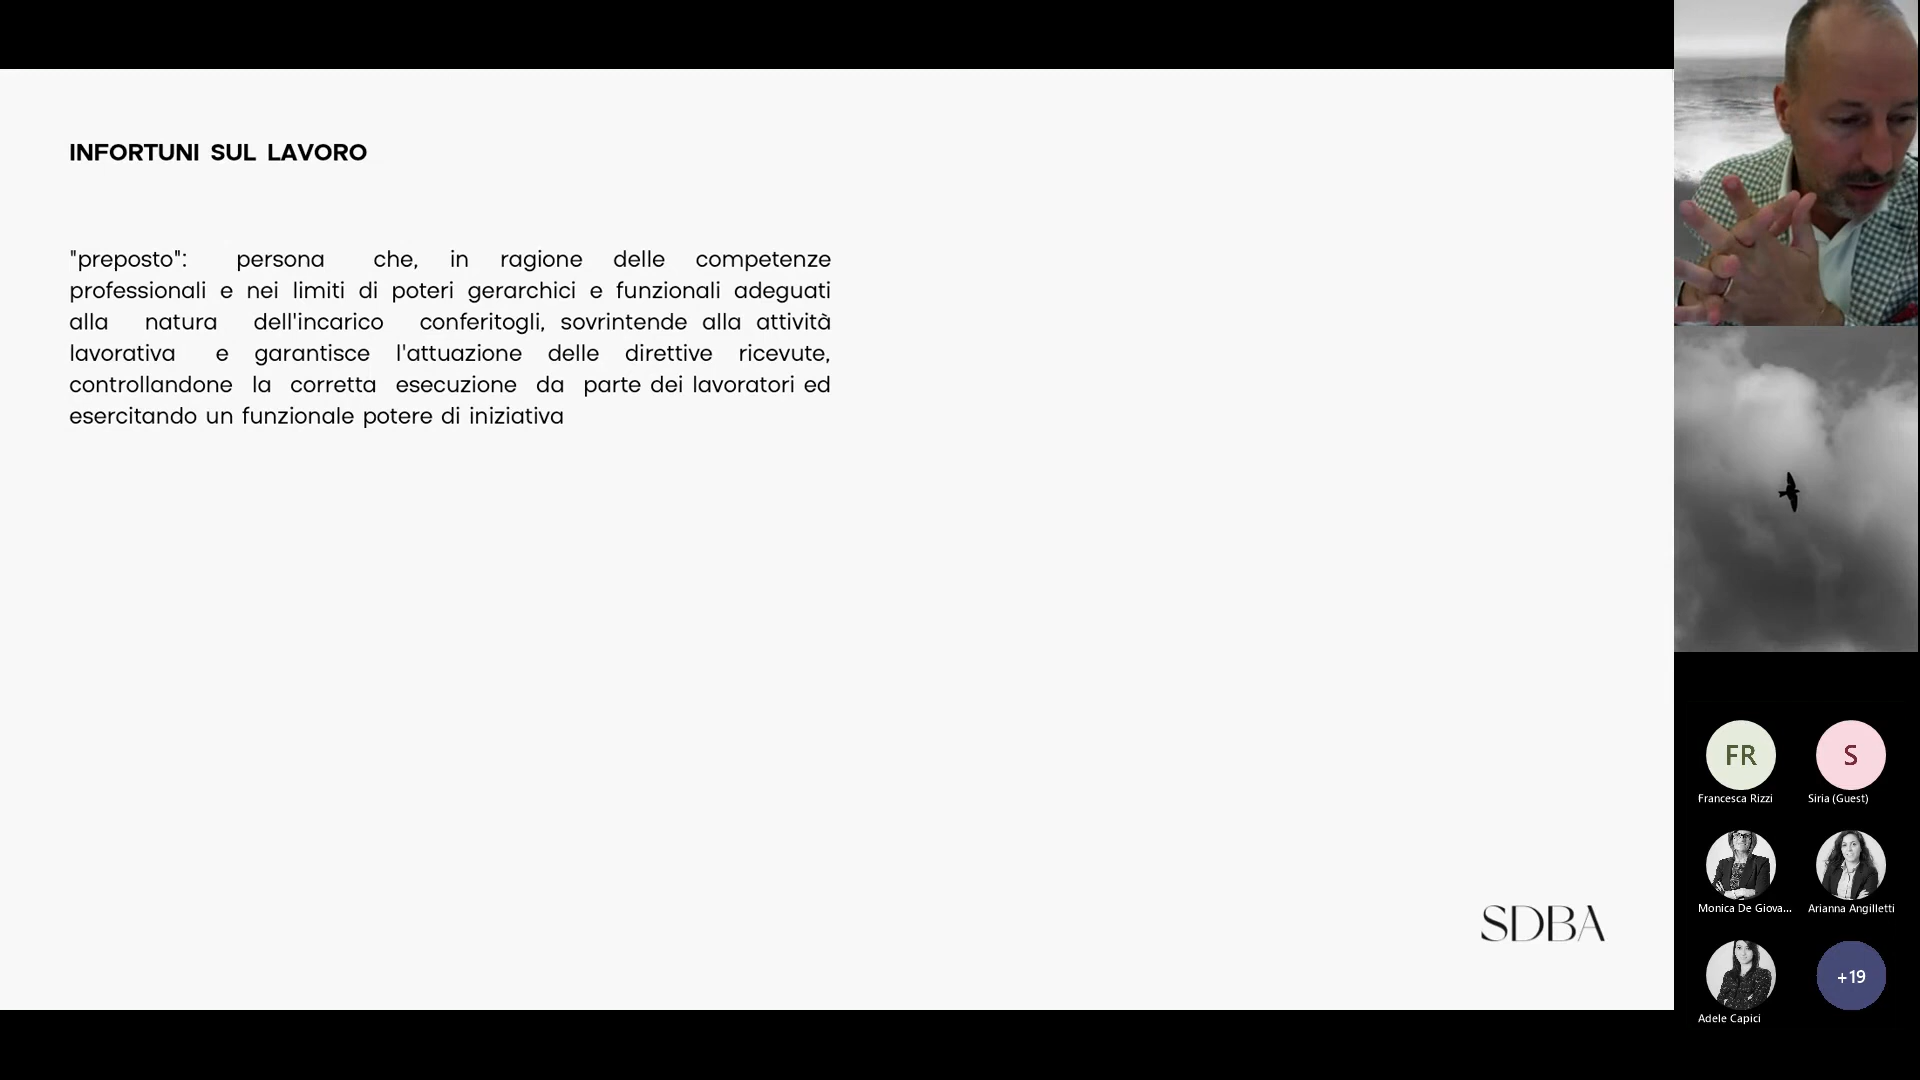 INFORTUNI SUL LAVORO
"preposto": persona che, in ragione delle competenze
professionali e nei limiti di poteri gerarchici e funzionali adeguati
alla natura dell'incarico conferitogli, sovrintende alla attività
lavorativa e garantisce l'attuazione delle direttive ricevute,
controllandone la corretta esecuzione da parte dei lavoratori ed
esercitando un funzionale potere di iniziativa
SDBA
FR
S
Francesca Rizzi
Siria (Guest)
Monica De Giova...
Arianna Angilletti
+19
Adele Capici